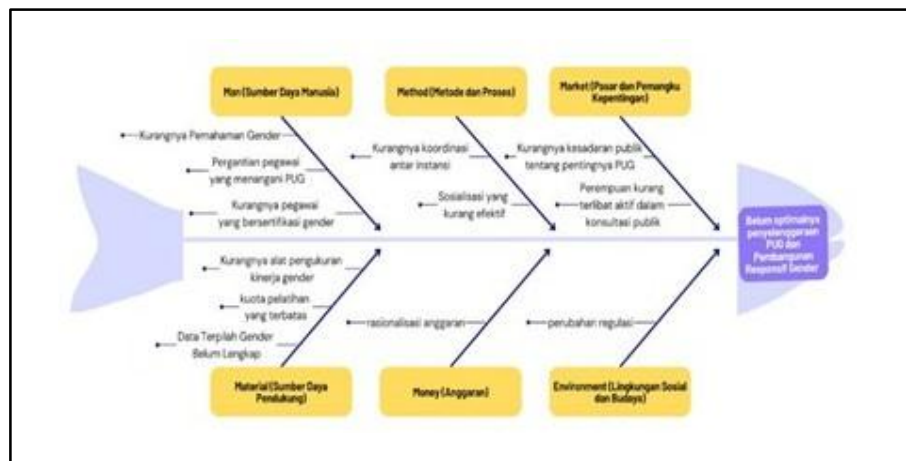 Man (Sumber Daya Manusia)
Method (Metode dan Proses)
Market (Pasar dan Pemangku
Kepentingan)
Kurangnya Pemahaman Gender
Pergantian pegawai
yang menangani PUG
Kurangnya pegawai
yang bersertifikasi gender
Kurangnya koordinasi
antar instansi
Sosialisasi yang
kurang efektif
Kurangnya kesadaran publik
tentang pentingnya PUG
Perempuan kurang
terlibat aktif dalam
konsultasi publik
Belum optimalnya
penyelenggaraan
PUG dan
Pembangunan
Responsif Gender
Kurangnya alat pengukuran
kinerja gender
kuota pelatihan
yang terbatas
Data Terpilah Gender
Belum Lengkap
rasionalisasi anggaran
perubahan regulasi
Material (Sumber Daya
Pendukung)
Money (Anggaran)
Environment (Lingkungan Sosial
dan Budaya)